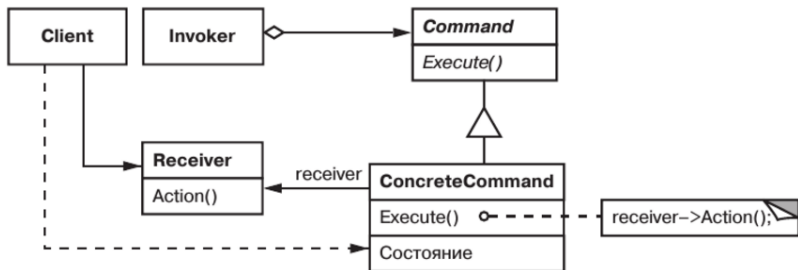 Client
Invoker
Command
Execute()
Receiver
Action()
receiver
ConcreteCommand
Execute()
receiver–>Action();
Состояние